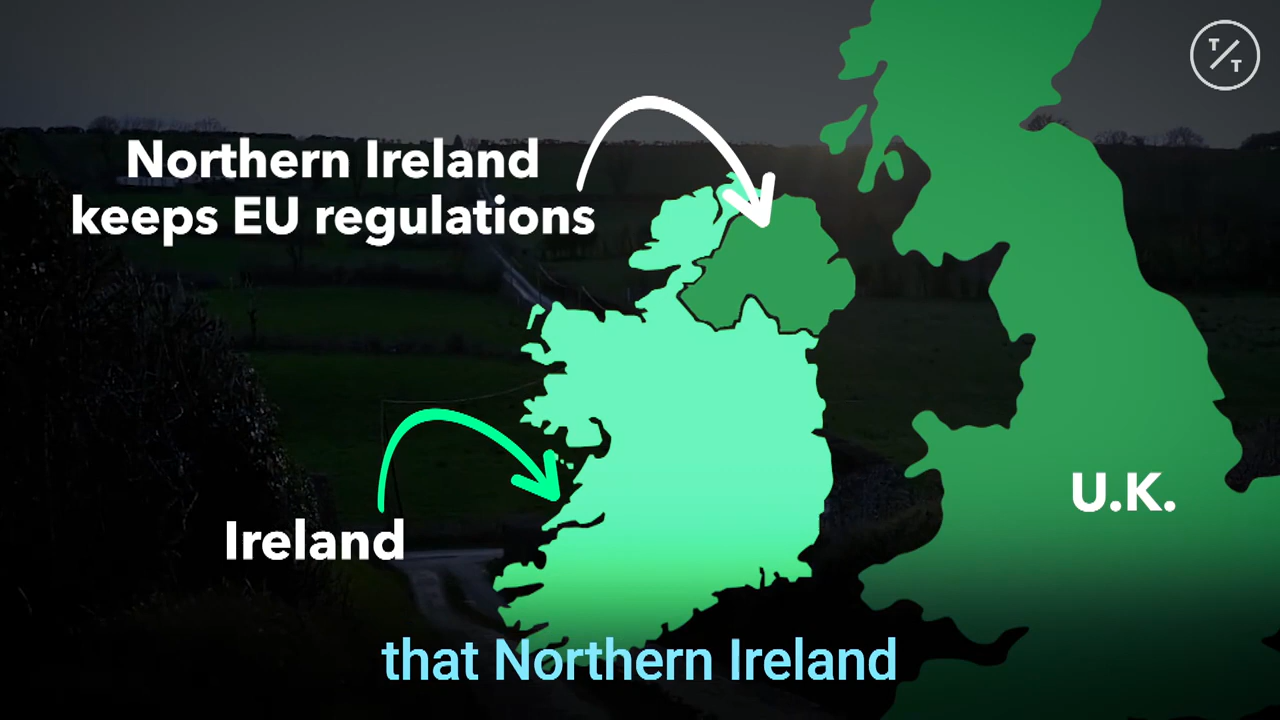 T/T
Northern Ireland
keeps EU regulations
Ireland
U.K.
that Northern Ireland